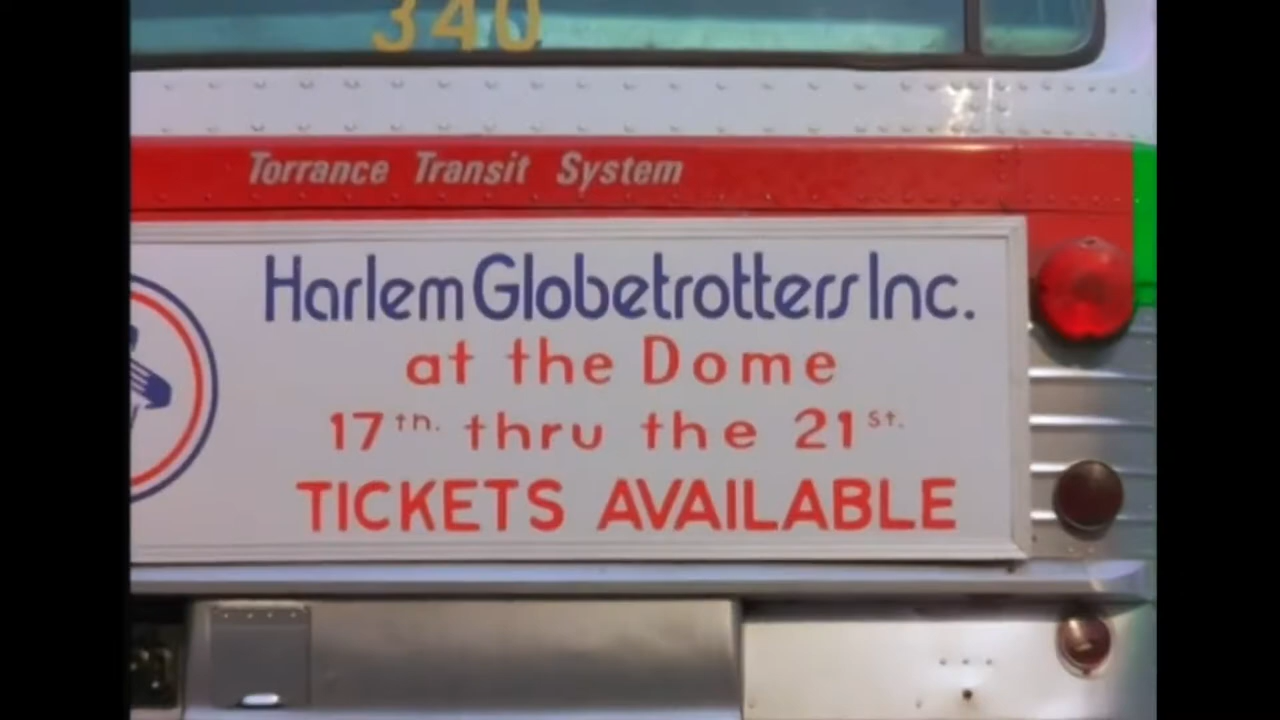 340
Torrance Transit System
Harlem Globetrotters Inc.
at the Dome
17th. thru the 21st.
TICKETS AVAILABLE